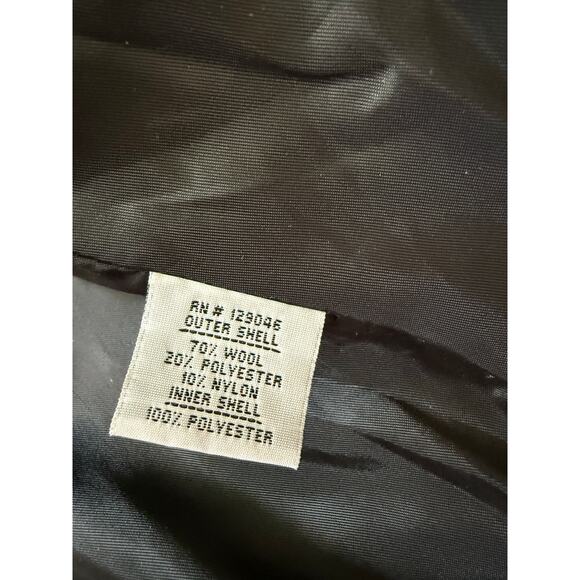 RN # 129046
OUTER SHELL
70% WOOL
20% POLYESTER
10% NYLON
INNER SHELL
100% POLYESTER